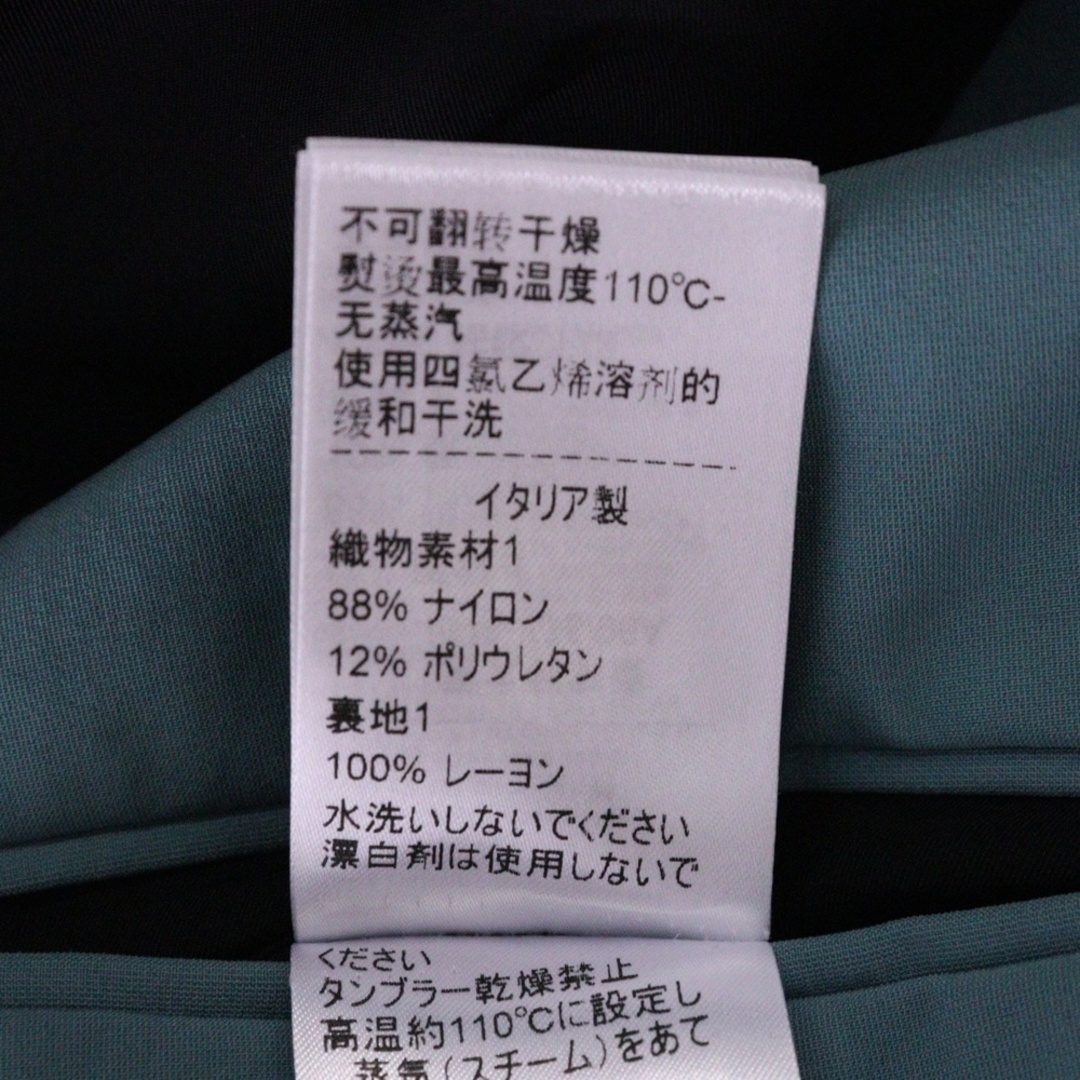 不可翻转干燥
熨烫最高温度110℃-
无蒸汽
使用四氯乙烯溶剂的
缓和干洗
イタリア製
織物素材1
88% ナイロン
12% ポリウレタン
裏地1
100% レーヨン
水洗いしないでください
漂白剤は使用しないで
ください
タンブラー乾燥禁止
高温約110℃に設定し
蒸気(スチーム)をあて